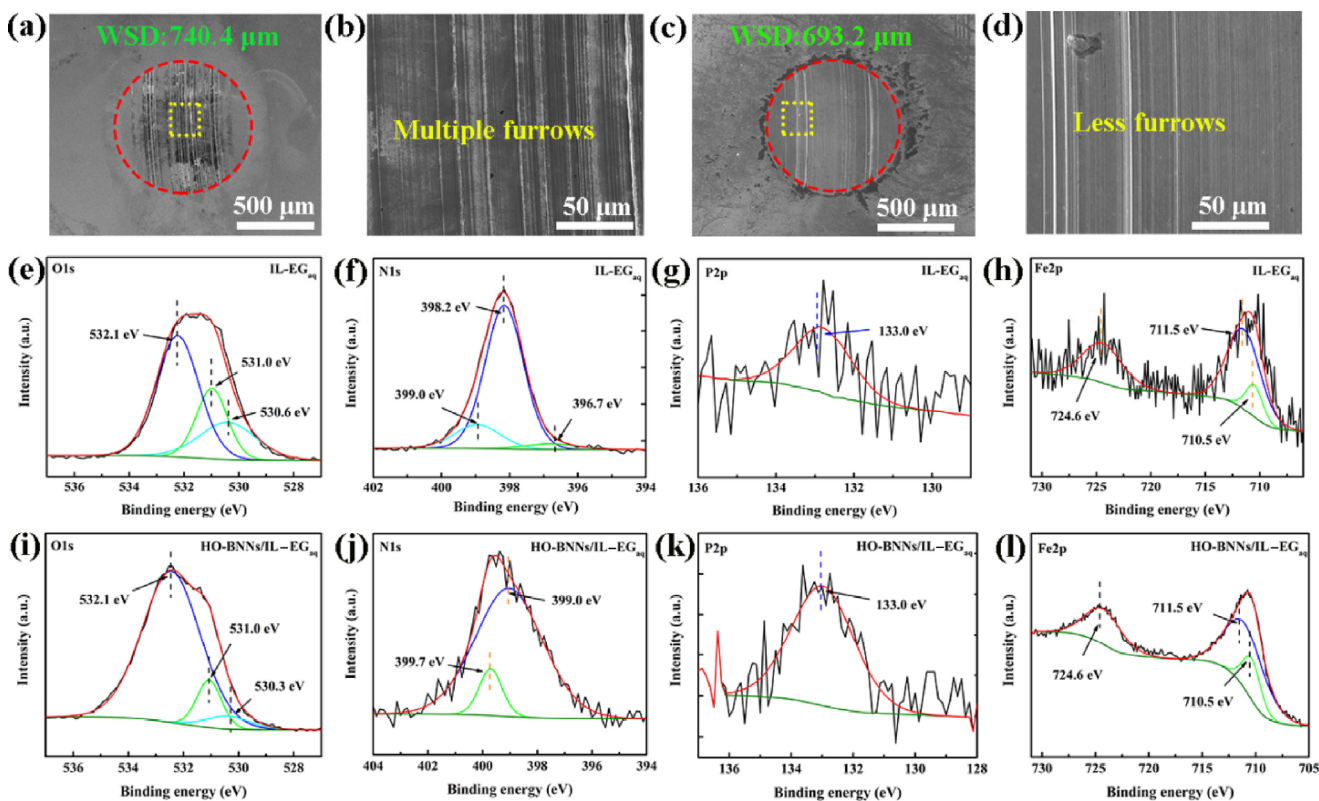 (a)
WSD:740.4 μm
500 μm
(b)
Multiple furrows
50 μm
(c)
WSD:693.2 μm
500 μm
(d)
Less furrows
50 μm
(e)
O1s
IL-EGaq
532.1 eV
531.0 eV
530.6 eV
Intensity (a.u.)
536 534 532 530 528
Binding energy (eV)
(f)
N1s
IL-EGaq
398.2 eV
399.0 eV
396.7 eV
Intensity (a.u.)
402 400 398 396 394
Binding energy (eV)
(g)
P2p
IL-EGaq
133.0 eV
Intensity (a.u.)
136 135 134 133 132 131 130 129
Binding energy (eV)
(h)
Fe2p
IL-EGaq
711.5 eV
724.6 eV
710.5 eV
Intensity (a.u.)
730 725 720 715 710
Binding energy (eV)
(i)
O1s
HO-BNNs/IL–EGaq
532.1 eV
531.0 eV
530.3 eV
Intensity (a.u.)
536 534 532 530 528
Binding energy (eV)
(j)
N1s
HO-BNNs/IL–EGaq
399.0 eV
399.7 eV
Intensity (a.u.)
404 402 400 398 396 394
Binding energy (eV)
(k)
P2p
HO-BNNs/IL–EGaq
133.0 eV
Intensity (a.u.)
136 135 134 133 132 131 130 129 128
Binding energy (eV)
(l)
Fe2p
HO-BNNs/IL–EGaq
711.5 eV
724.6 eV
710.5 eV
Intensity (a.u.)
730 725 720 715 710 705
Binding energy (eV)